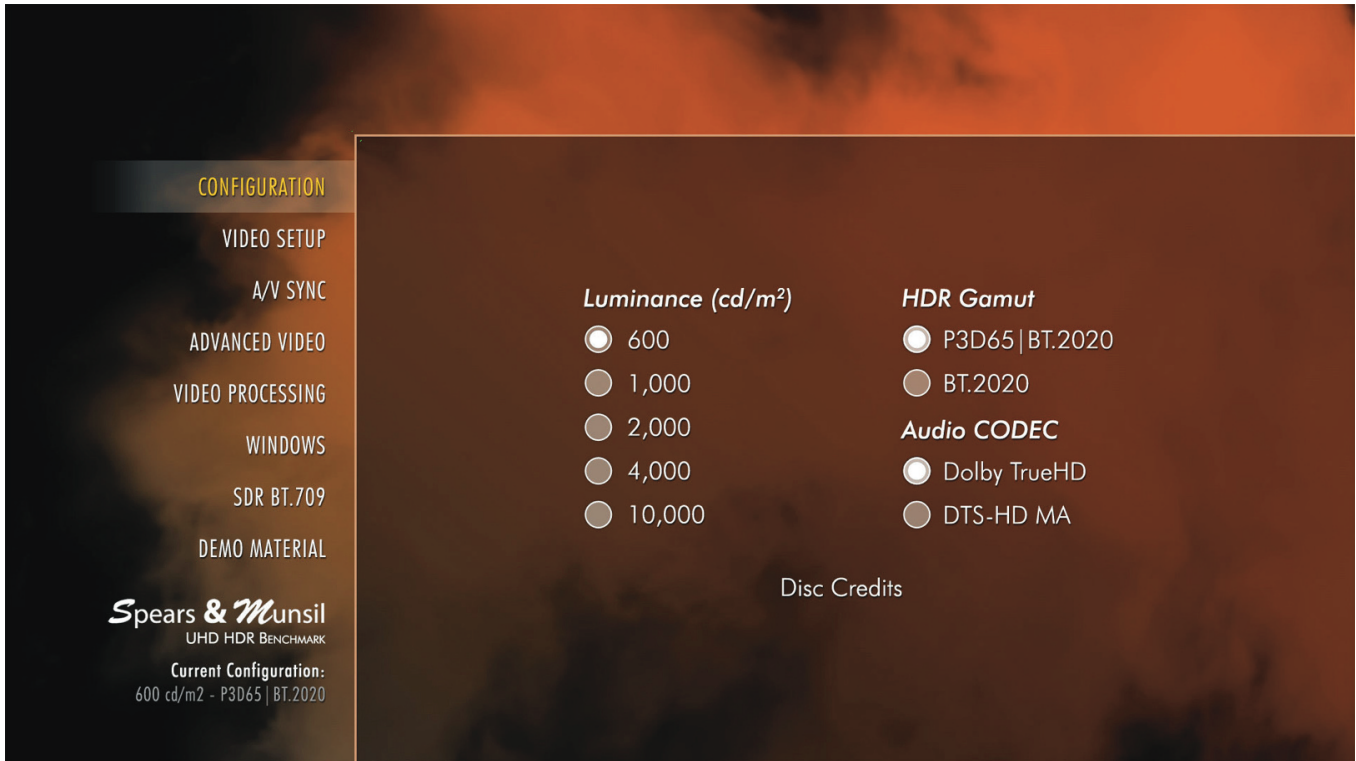 CONFIGURATION
VIDEO SETUP
A/V SYNC
ADVANCED VIDEO
VIDEO PROCESSING
WINDOWS
SDR BT.709
DEMO MATERIAL
Spears & Munsil
UHD HDR BENCHMARK
Current Configuration:
600 cd/m2 - P3D65|BT.2020
Luminance (cd/m²)
600
1,000
2,000
4,000
10,000
HDR Gamut
P3D65|BT.2020
BT.2020
Audio CODEC
Dolby TrueHD
DTS-HD MA
Disc Credits